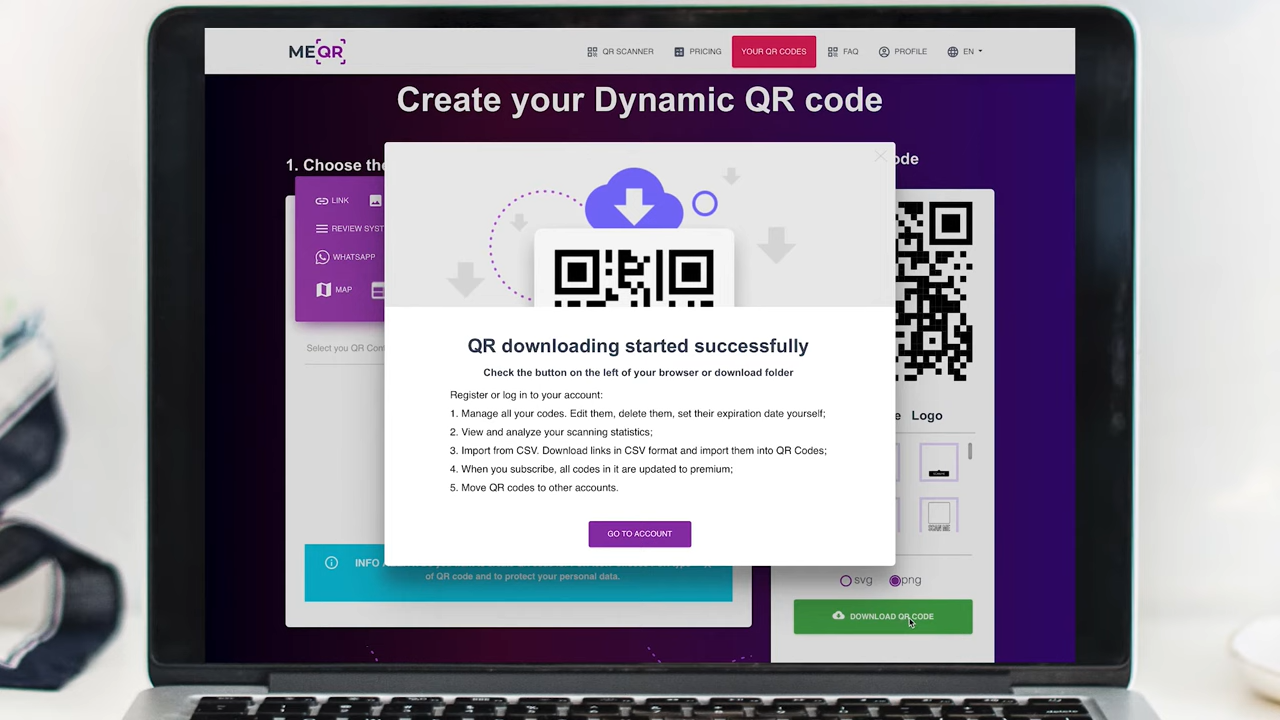 MEQR
QR SCANNER
PRICING
YOUR QR CODES
FAQ
PROFILE
EN
Create your Dynamic QR code
1. Choose the
ode
LINK
REVIEW SYST
WHATSAPP
MAP
Select you QR Con
QR downloading started successfully
Check the button on the left of your browser or download folder
Register or log in to your account:
1. Manage all your codes. Edit them, delete them, set their expiration date yourself;
2. View and analyze your scanning statistics;
3. Import from CSV. Download links in CSV format and import them into QR Codes;
4. When you subscribe, all codes in it are updated to premium;
5. Move QR codes to other accounts.
GO TO ACCOUNT
e Logo
INFO
of QR code and to protect your personal data.
svg
png
DOWNLOAD QR CODE